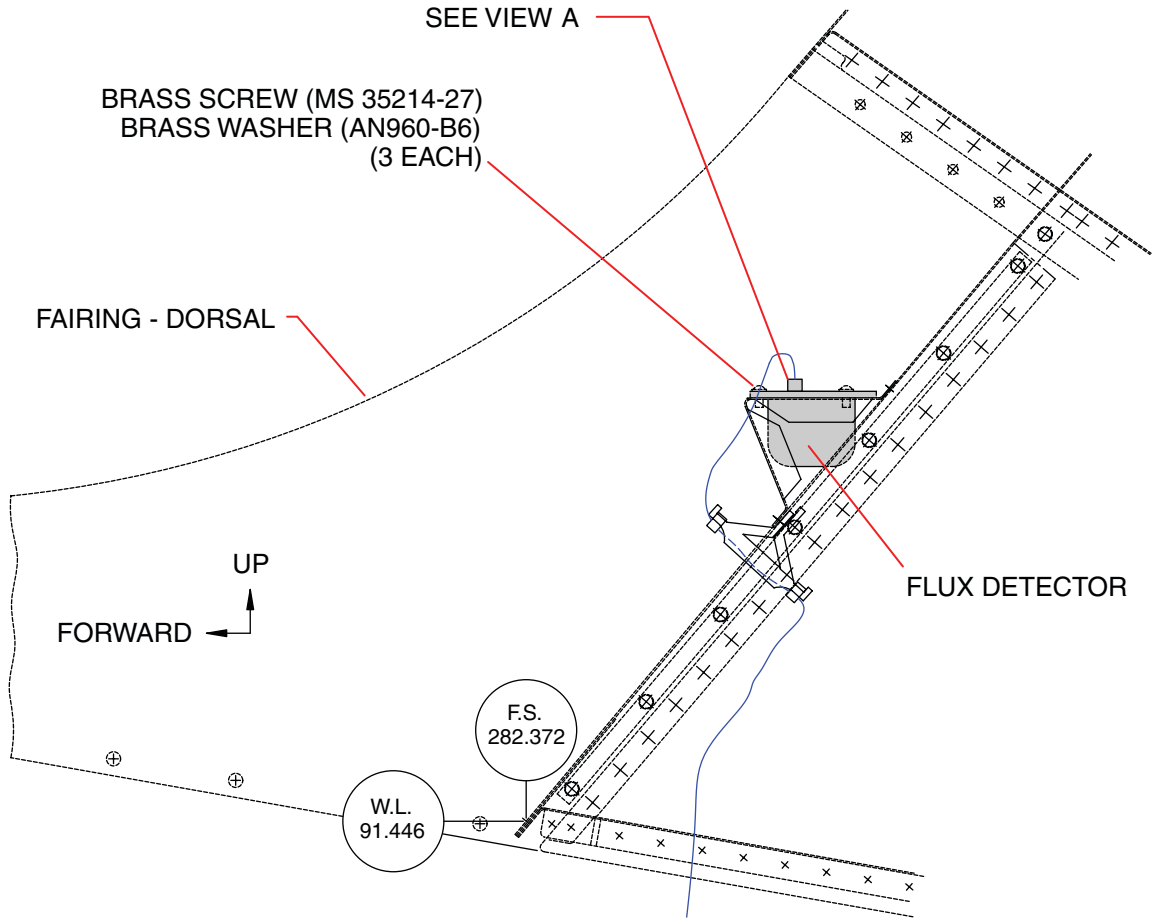 SEE VIEW A
BRASS SCREW (MS 35214-27)
BRASS WASHER (AN960-B6)
(3 EACH)
FAIRING - DORSAL
UP
FORWARD
FLUX DETECTOR
F.S.
282.372
W.L.
91.446